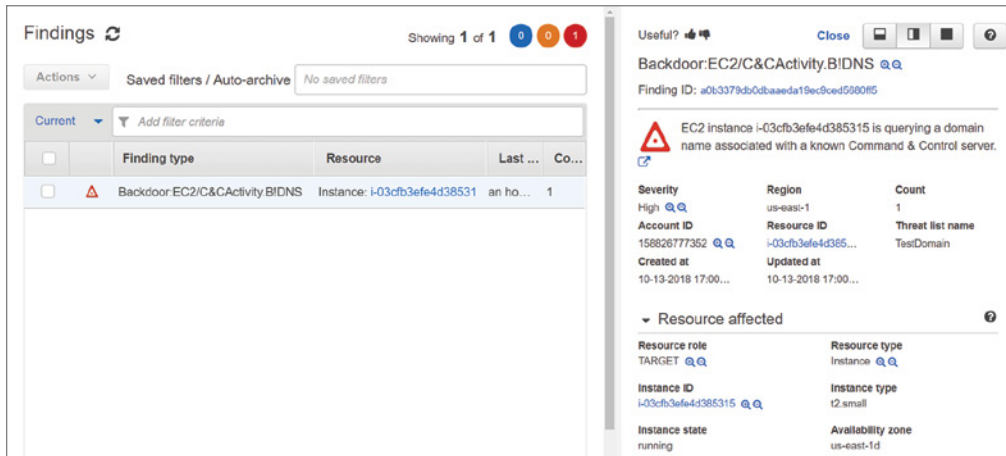 Findings
Showing 1 of 1 0 0 1
Actions Saved filters / Auto-archive No saved filters
Current Add filter criteria
Finding type Resource Last ... Co...
Backdoor:EC2/C&CActivity.B!DNS Instance: i-03cfb3efe4d38531 an ho... 1
Useful? Close
Backdoor:EC2/C&CActivity.B!DNS
Finding ID: a0b3379db0dbaaeda19ec9ced5680ff5
EC2 instance i-03cfb3efe4d385315 is querying a domain
name associated with a known Command & Control server.
Severity Region Count
High us-east-1 1
Account ID Resource ID Threat list name
158826777352 i-03cfb3efe4d385... TestDomain
Created at Updated at
10-13-2018 17:00... 10-13-2018 17:00...
Resource affected
Resource role Resource type
TARGET Instance
Instance ID Instance type
i-03cfb3efe4d385315 t2.small
Instance state Availability zone
running us-east-1d